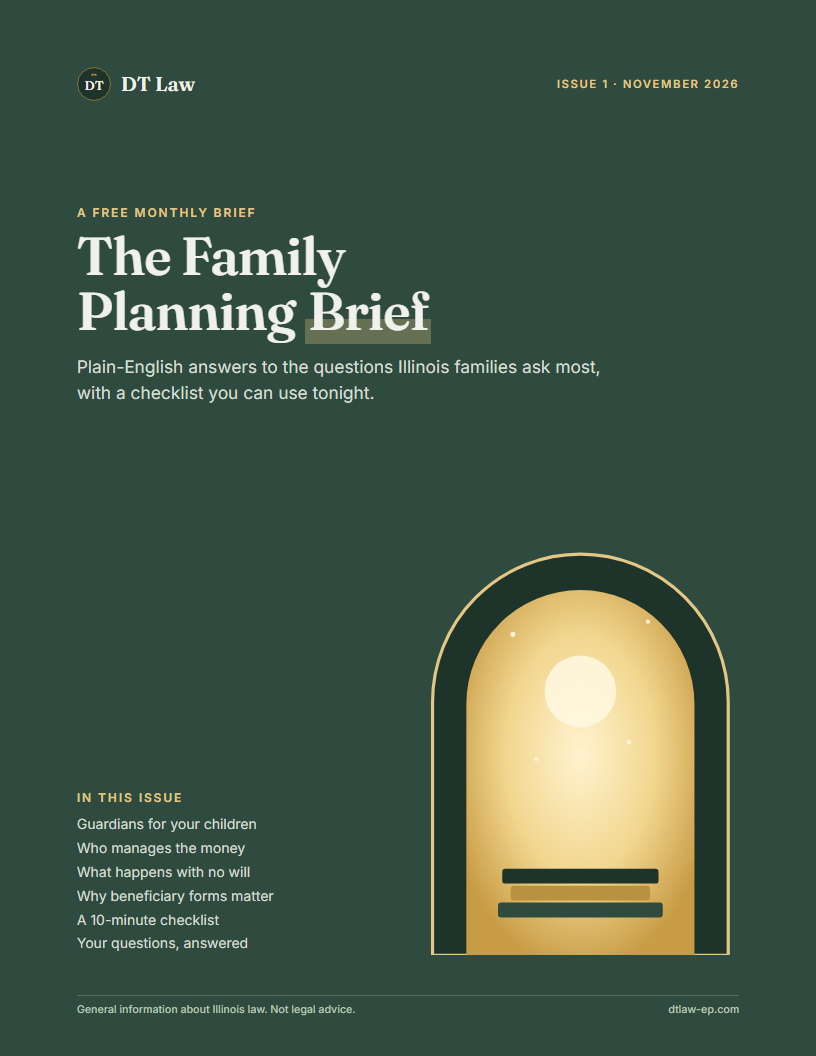 DT
DT Law
ISSUE 1 · NOVEMBER 2026
A FREE MONTHLY BRIEF
The Family
Planning Brief
Plain-English answers to the questions Illinois families ask most,
with a checklist you can use tonight.
IN THIS ISSUE
Guardians for your children
Who manages the money
What happens with no will
Why beneficiary forms matter
A 10-minute checklist
Your questions, answered
General information about Illinois law. Not legal advice.
dtlaw-ep.com